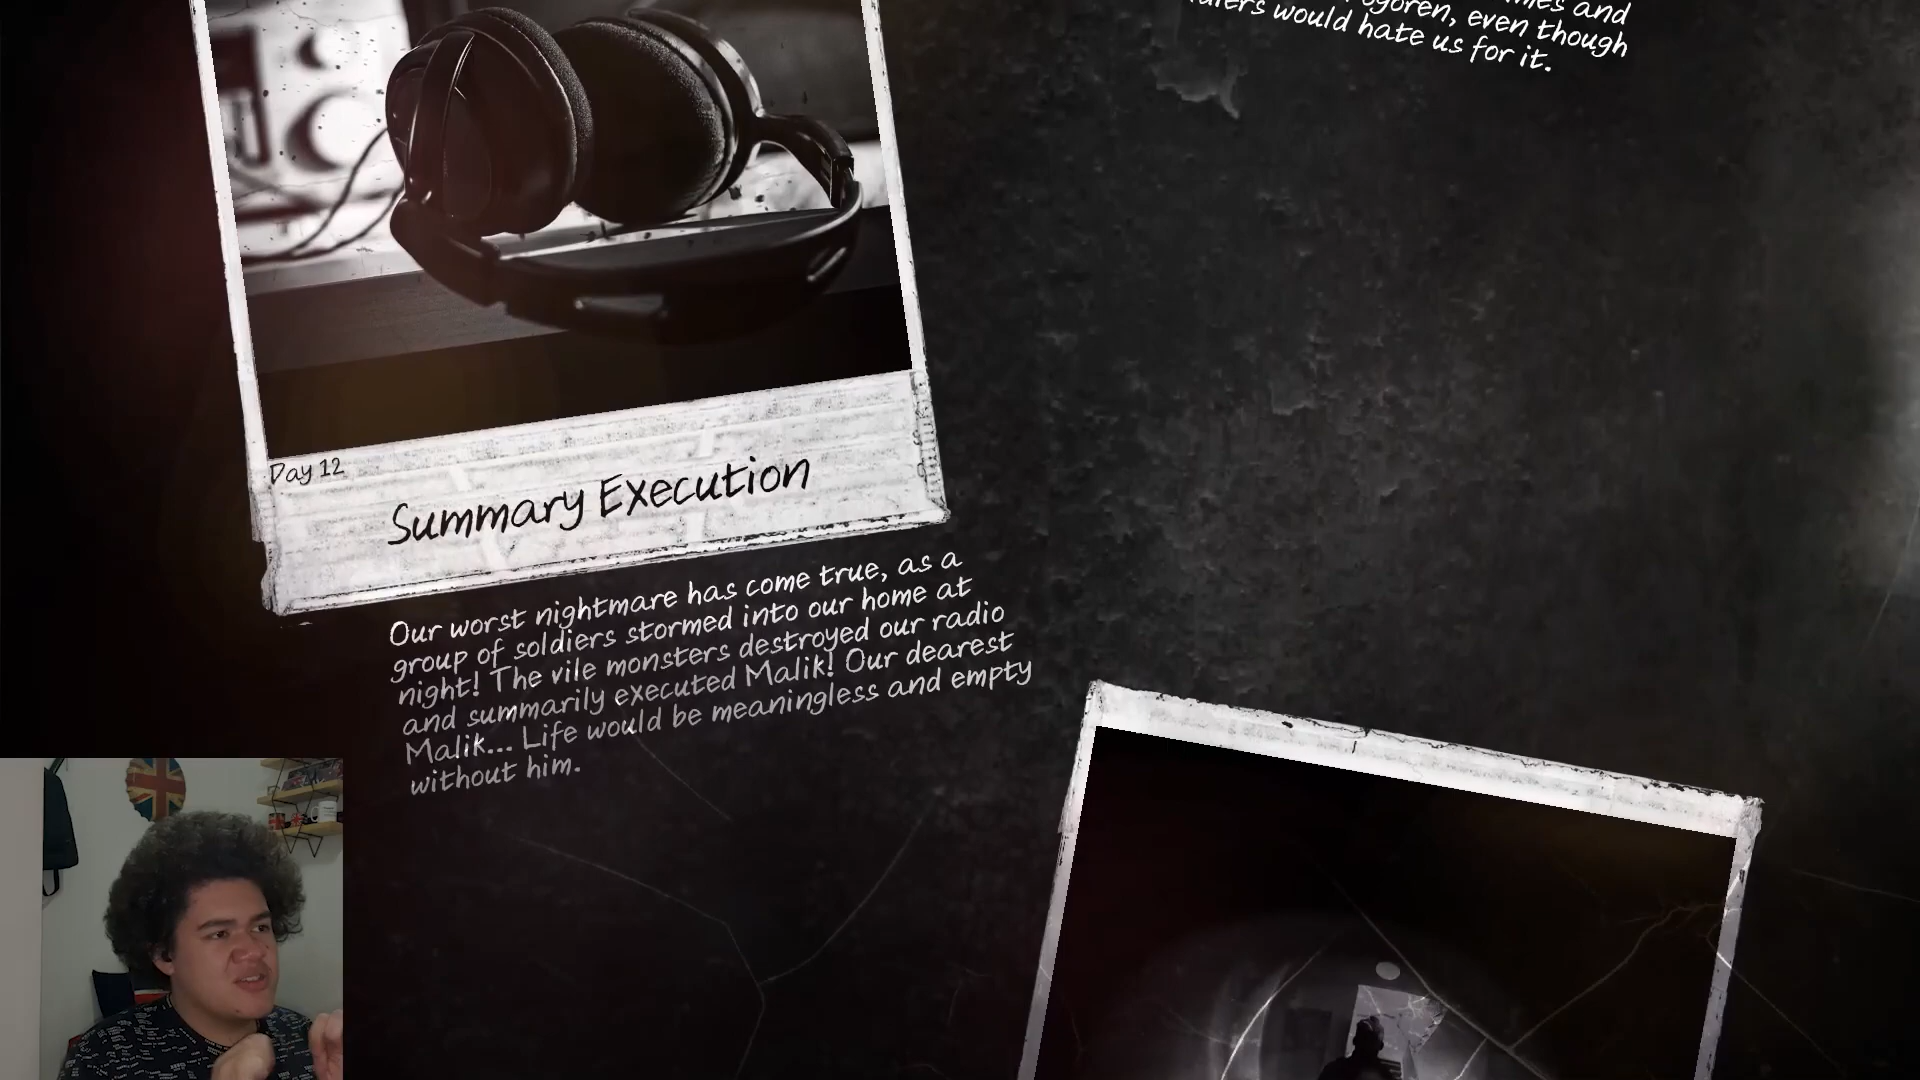 and
ogoren, even though
would hate us for it.
Day 12
Summary Execution
Our worst nightmare has come true, as a
group of soldiers stormed into our home at
night! The vile monsters destroyed our radio
and summarily executed Malik! Our dearest
Malik... Life would be meaningless and empty
without him.